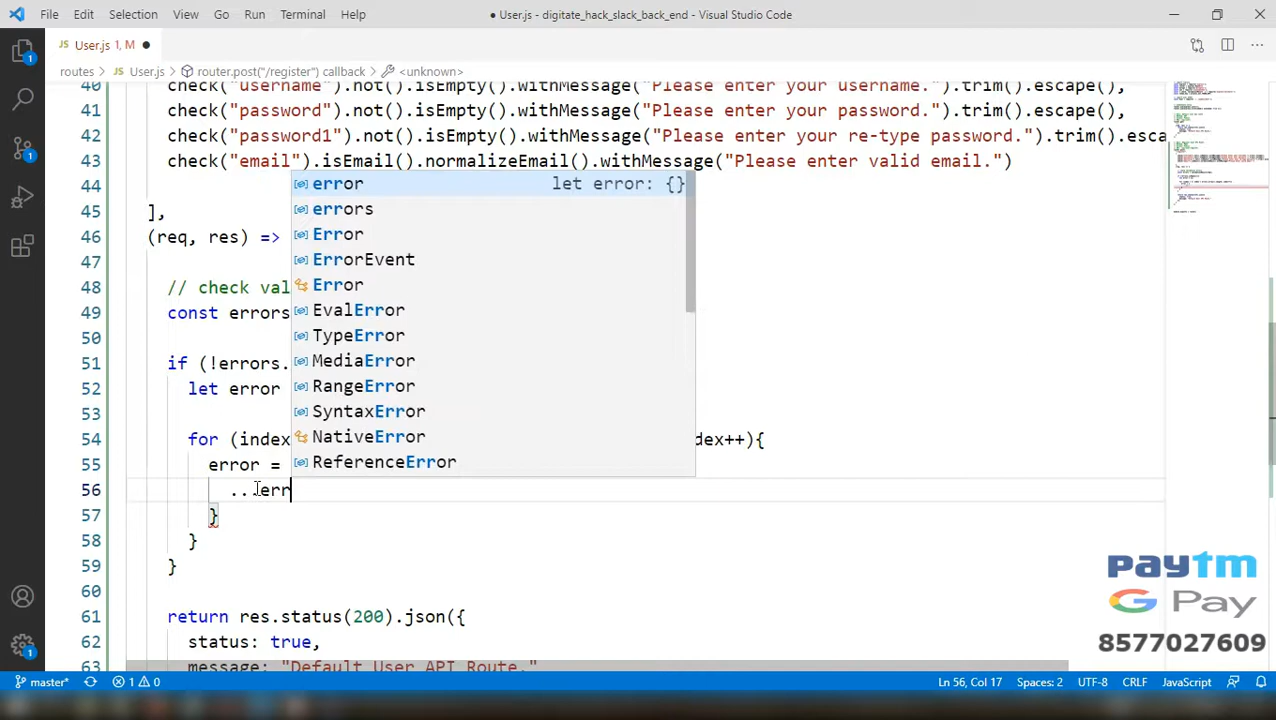 File Edit Selection View Go Run Terminal Help ● User.js - digitate_hack_slack_back_end - Visual Studio Code
JS User.js 1, M ●
routes > JS User.js > router.post("/register") callback > <unknown>
40 check("username").not().isEmpty().withMessage("Please enter your username.").trim().escape(),
41 check("password").not().isEmpty().withMessage("Please enter your password.").trim().escape(),
42 check("password1").not().isEmpty().withMessage("Please enter your re-type password.").trim().esca
43 check("email").isEmail().normalizeEmail().withMessage("Please enter valid email.")
44 error let error: {}
errors
45 ],
Error
46 (req, res) =>
47 ErrorEvent
Error
48 // check val
49 const errors EvalError
50 TypeError
51 if (!errors. MediaError
52 let error RangeError
53 SyntaxError
54 for (index NativeError dex++){
55 error = ReferenceError
56 ...err
57 }
58 }
59 }
60
61 return res.status(200).json({
62 status: true,
63 message: "Default User API Route."
paytm
G Pay
8577027609
master* 1 0 Ln 56, Col 17 Spaces: 2 UTF-8 CRLF JavaScript